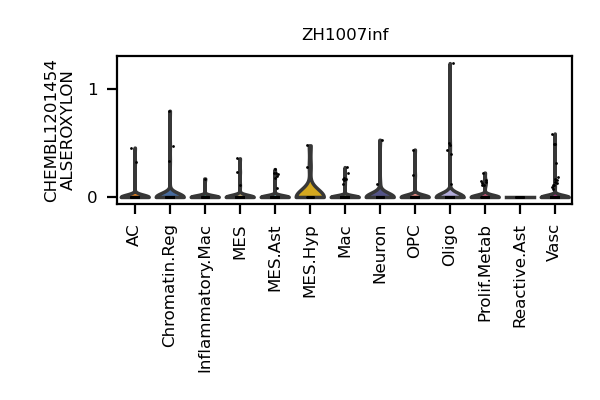 ZH1007inf
CHEMBL1201454
ALSEROXYLON
1
0
AC
Chromatin.Reg
Inflammatory.Mac
MES
MES.Ast
MES.Hyp
Mac
Neuron
OPC
Oligo
Prolif.Metab
Reactive.Ast
Vasc